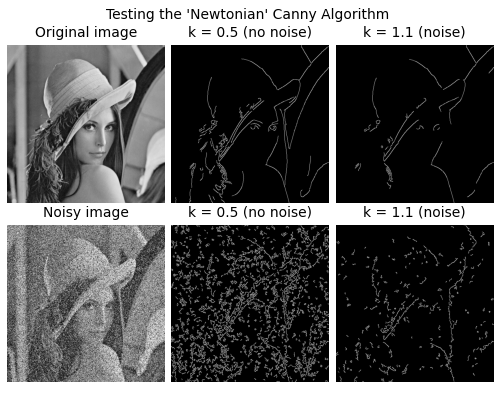 Testing the 'Newtonian' Canny Algorithm
Original image
k = 0.5 (no noise)
k = 1.1 (noise)
Noisy image
k = 0.5 (no noise)
k = 1.1 (noise)